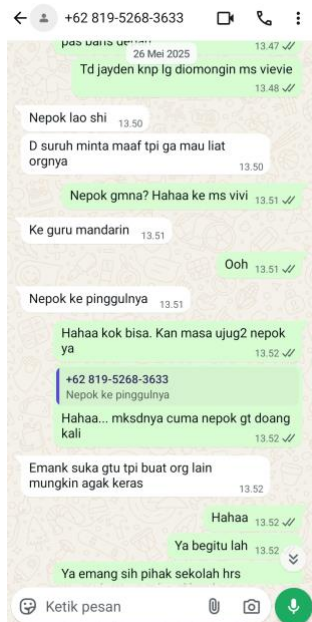 +62 819-5268-3633
26 Mei 2025
13.47
Td jayden knp lg diomongin ms vievie
13.48
Nepok lao shi 13.50
D suruh minta maaf tpi ga mau liat
orgnya
13.50
Nepok gmna? Hahaa ke ms vivi 13.51
Ke guru mandarin 13.51
Ooh 13.51
Nepok ke pinggulnya 13.51
Hahaa kok bisa. Kan masa ujug2 nepok
ya
13.52
+62 819-5268-3633
Nepok ke pinggulnya
Hahaa... mksdnya cuma nepok gt doang
kali
13.52
Emank suka gtu tpi buat org lain
mungkin agak keras
13.52
Hahaa 13.52
Ya begitu lah 13.52
Ya emang sih pihak sekolah hrs
Ketik pesan